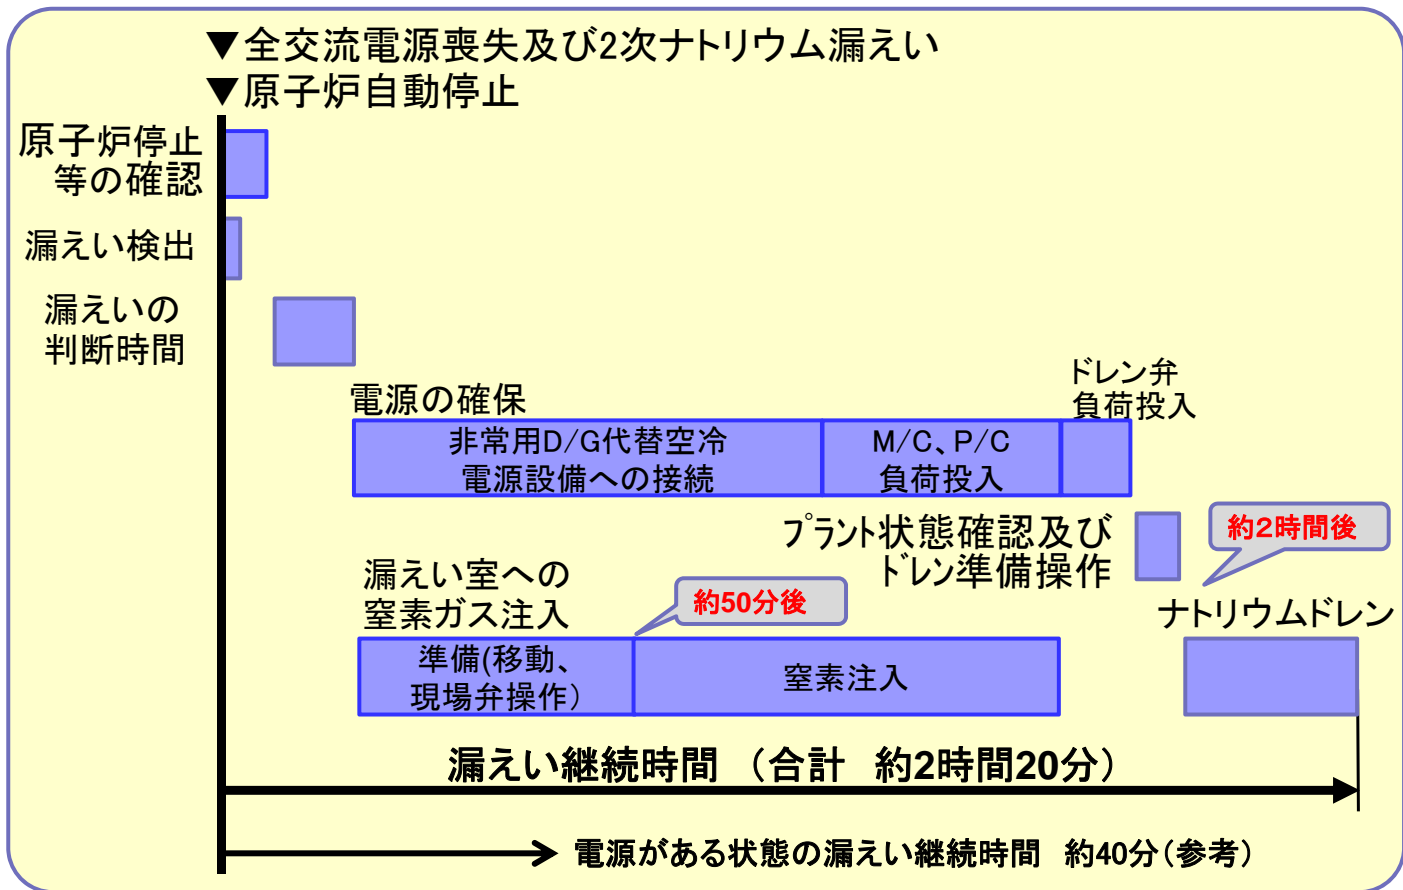 ▼全交流電源喪失及び2次ナトリウム漏えい
▼原子炉自動停止
原子炉停止
等の確認
漏えい検出
漏えいの
判断時間
ドレン弁
負荷投入
電源の確保
非常用D/G代替空冷
電源設備への接続
M/C、P/C
負荷投入
プラント状態確認及び
ドレン準備操作
約2時間後
漏えい室への
窒素ガス注入
約50分後
ナトリウムドレン
準備(移動、
現場弁操作)
窒素注入
漏えい継続時間 (合計 約2時間20分)
電源がある状態の漏えい継続時間 約40分(参考)